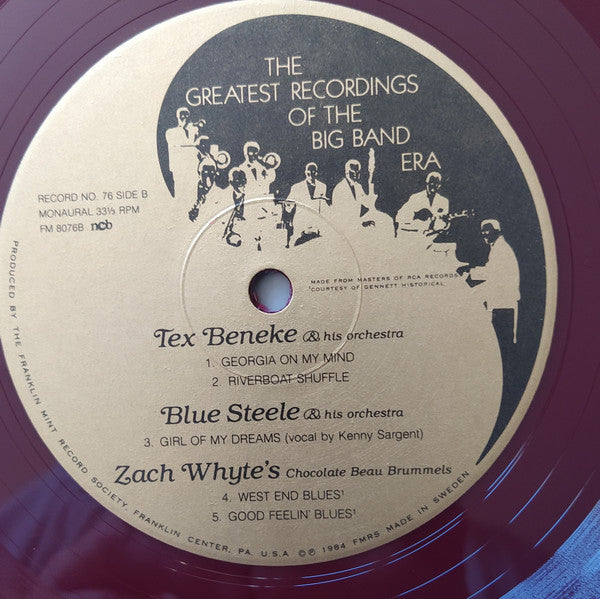 THE
GREATEST RECORDINGS
OF THE
BIG BAND
ERA
RECORD NO. 76 SIDE B
MONAURAL 33⅓ RPM
FM 8076B ncb
MADE FROM MASTERS OF RCA RECORDS
¹COURTESY OF GENNETT HISTORICAL
Tex Beneke & his orchestra
1. GEORGIA ON MY MIND
2. RIVERBOAT SHUFFLE
Blue Steele & his orchestra
3. GIRL OF MY DREAMS (vocal by Kenny Sargent)
Zach Whyte's Chocolate Beau Brummels
4. WEST END BLUES¹
5. GOOD FEELIN' BLUES¹
PRODUCED BY THE FRANKLIN MINT RECORD SOCIETY, FRANKLIN CENTER, PA. U.S.A ©℗ 1984 FMRS MADE IN SWEDEN